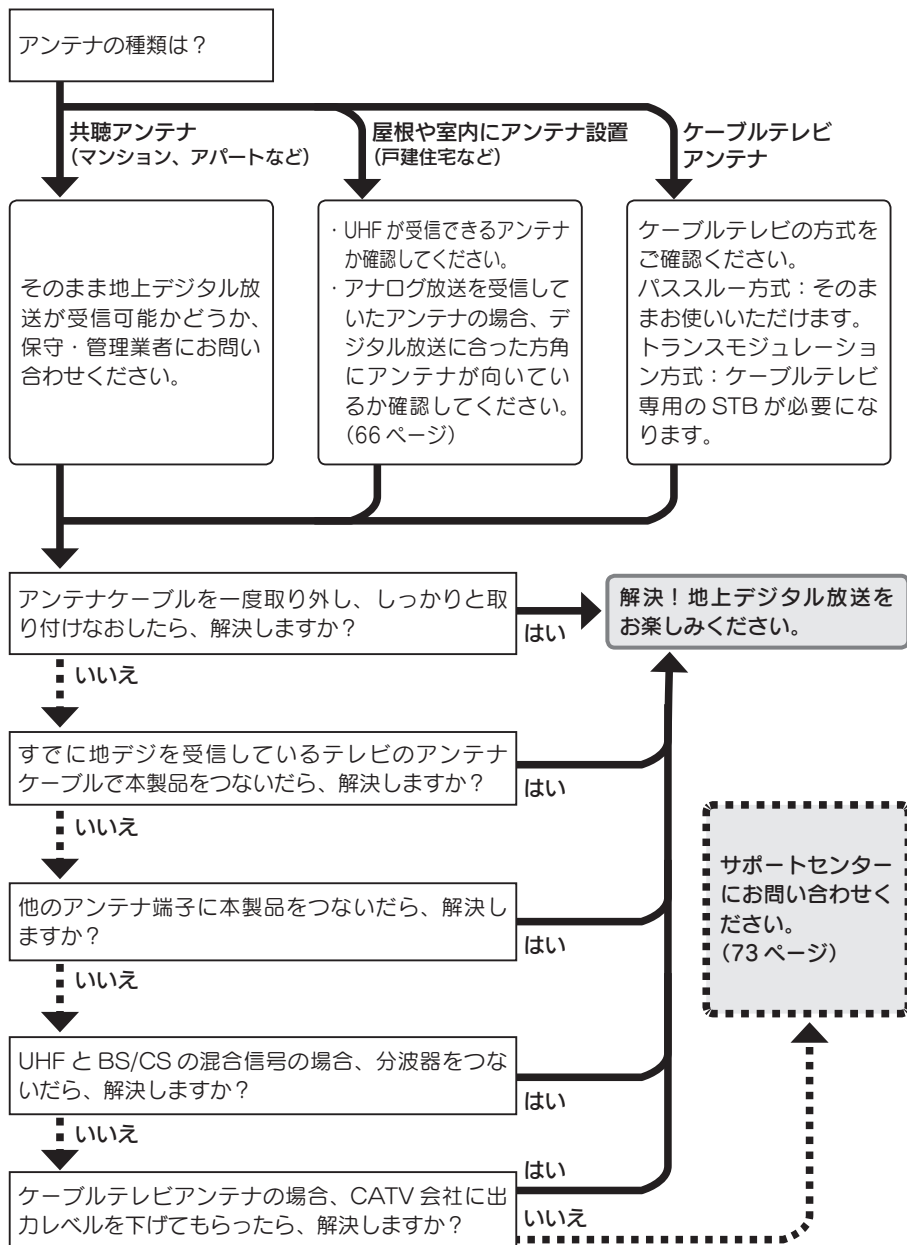 アンテナの種類は？
共聴アンテナ
（マンション、アパートなど）
屋根や室内にアンテナ設置
（戸建住宅など）
ケーブルテレビ
アンテナ
そのまま地上デジタル放
送が受信可能かどうか、
保守・管理業者にお問い
合わせください。
・UHFが受信できるアンテナ
か確認してください。
・アナログ放送を受信して
いたアンテナの場合、デ
ジタル放送に合った方角
にアンテナが向いてい
るか確認してください。
（66 ページ）
ケーブルテレビの方式を
ご確認ください。
パススルー方式：そのま
まお使いいただけます。
トランスモジュレーショ
ン方式：ケーブルテレビ
専用の STB が必要にな
ります。
アンテナケーブルを一度取り外し、しっかりと取
り付けなおしたら、解決しますか？
はい
解決！地上デジタル放送を
お楽しみください。
いいえ
すでに地デジを受信しているテレビのアンテナ
ケーブルで本製品をつないだら、解決しますか？
はい
いいえ
他のアンテナ端子に本製品をつないだら、解決し
ますか？
はい
いいえ
サポートセンター
にお問い合わせく
ださい。
（73 ページ）
UHF と BS/CS の混合信号の場合、分波器をつな
いだら、解決しますか？
はい
いいえ
ケーブルテレビアンテナの場合、CATV 会社に出
力レベルを下げてもらったら、解決しますか？
はい
いいえ